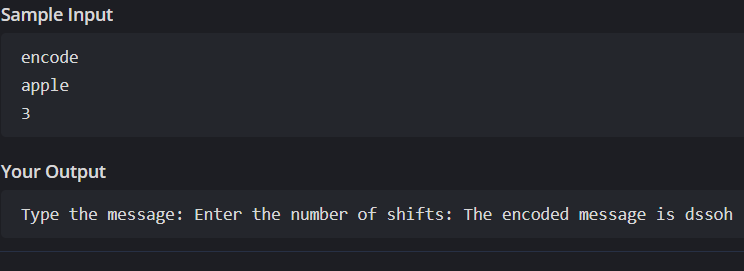 Sample Input
encode
apple
3
Your Output
Type the message: Enter the number of shifts: The encoded message is dssoh